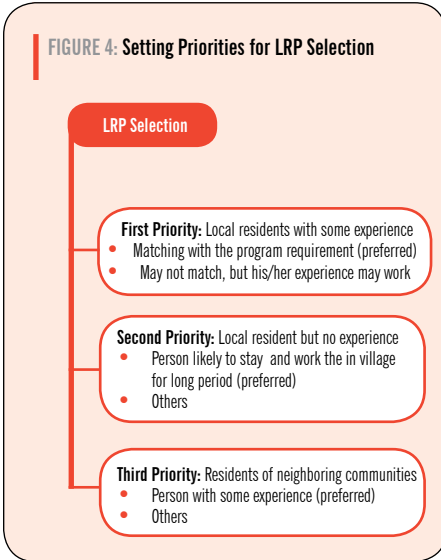 FIGURE 4: Setting Priorities for LRP Selection
LRP Selection
First Priority: Local residents with some experience
• Matching with the program requirement (preferred)
• May not match, but his/her experience may work
Second Priority: Local resident but no experience
• Person likely to stay and work the in village
for long period (preferred)
• Others
Third Priority: Residents of neighboring communities
• Person with some experience (preferred)
• Others